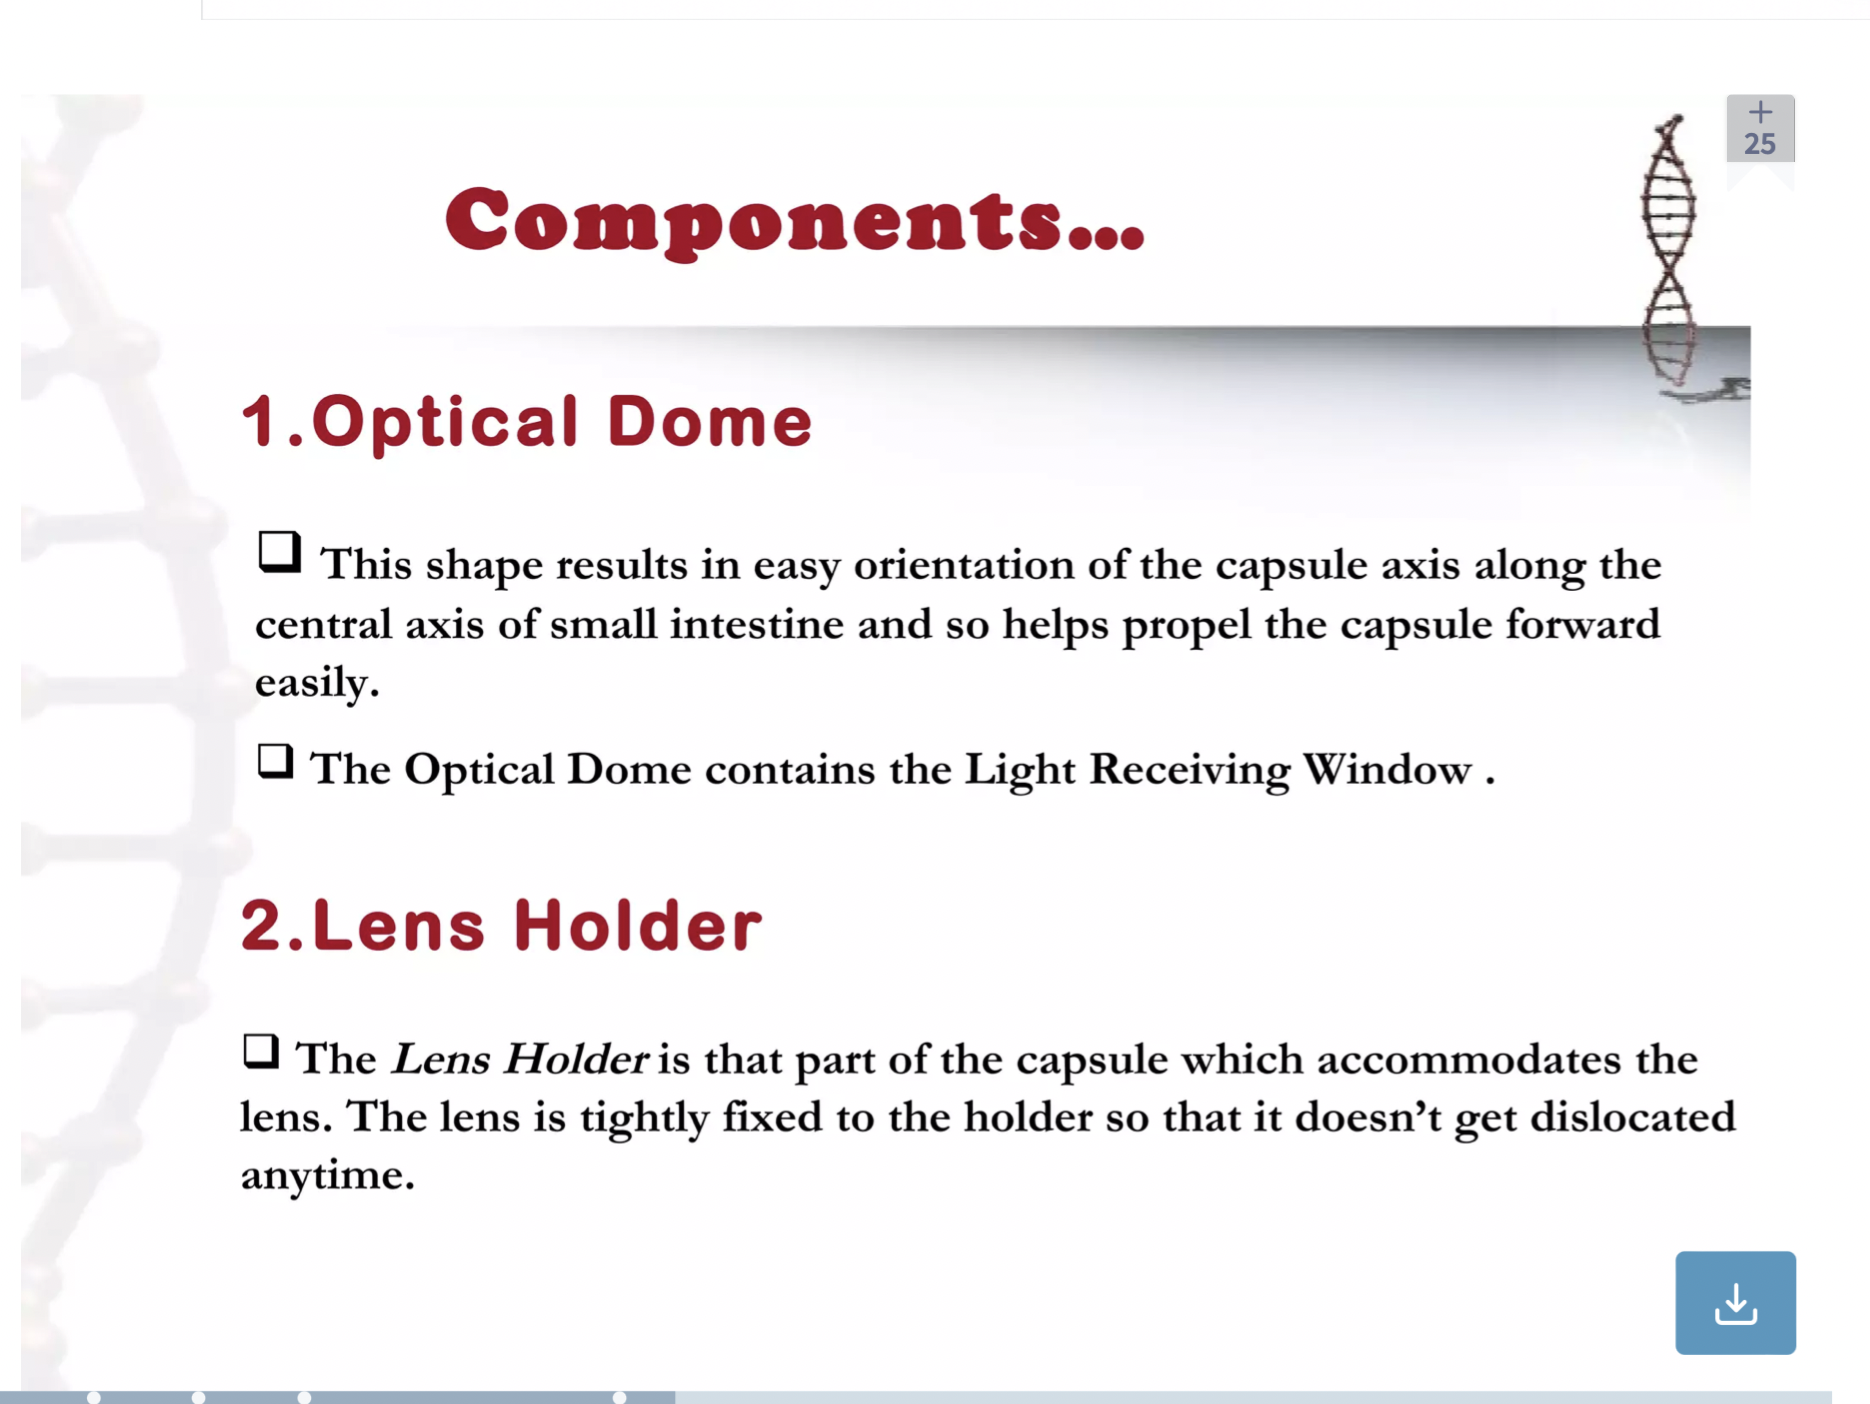 +
25
Components...
1.Optical Dome
❑ This shape results in easy orientation of the capsule axis along the
central axis of small intestine and so helps propel the capsule forward
easily.
❑ The Optical Dome contains the Light Receiving Window .
2.Lens Holder
❑ The Lens Holder is that part of the capsule which accommodates the
lens. The lens is tightly fixed to the holder so that it doesn’t get dislocated
anytime.